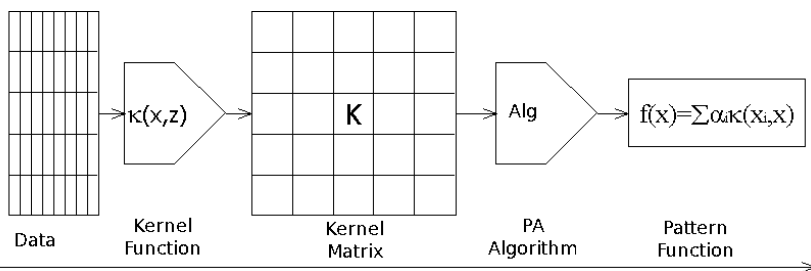 κ(x,z)
K
Alg
f(x)=∑αᵢκ(xᵢ,x)
Data
Kernel
Function
Kernel
Matrix
PA
Algorithm
Pattern
Function